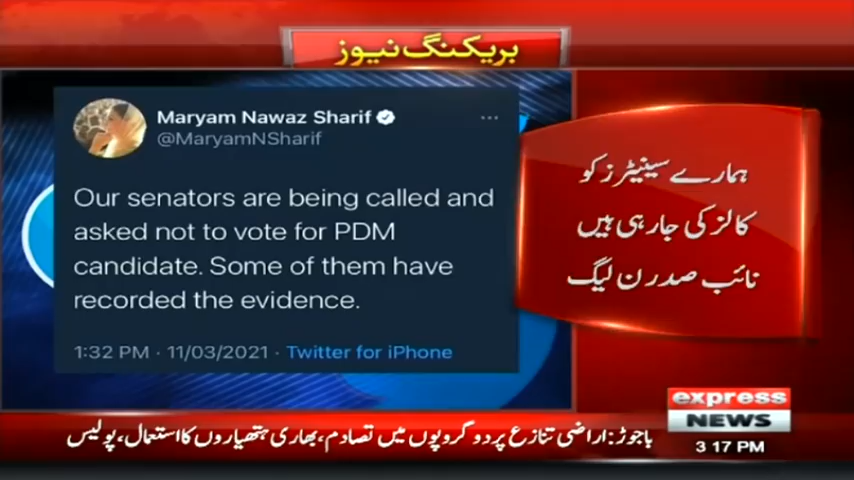 بریکنگ نیوز
Maryam Nawaz Sharif
@MaryamNSharif
Our senators are being called and
asked not to vote for PDM
candidate. Some of them have
recorded the evidence.
1:32 PM · 11/03/2021 · Twitter for iPhone
ہمارے سینیٹرز کو
کالز کی جارہی ہیں
نائب صدر ن لیگ
express
NEWS
3:17 PM
باجوڑ: اراضی تنازع پر دو گروپوں میں تصادم، بھاری ہتھیاروں کا استعمال، پولیس